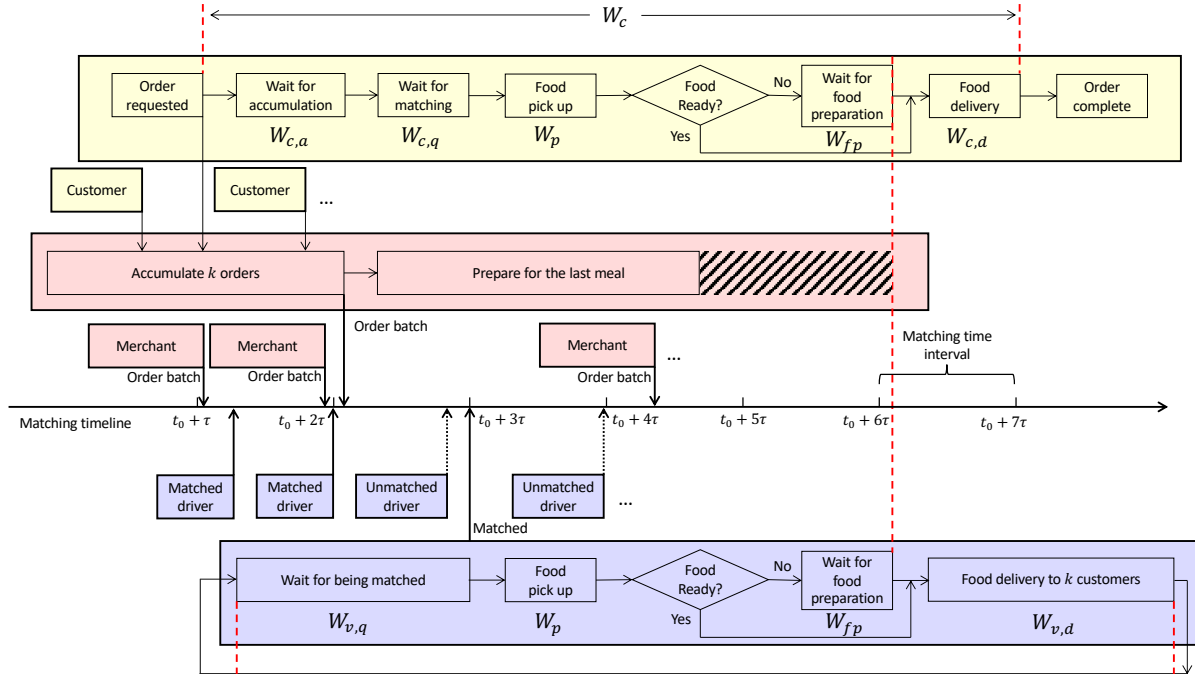 W_c
Order
requested
Wait for
accumulation
Wait for
matching
Food
pick up
Food
Ready?
No
Yes
Wait for
food
preparation
Food
delivery
Order
complete
W_{c,a}
W_{c,q}
W_p
W_{fp}
W_{c,d}
Customer
Customer
...
Accumulate k orders
Prepare for the last meal
Order batch
Merchant
Order batch
Merchant
Order batch
Merchant
...
Order batch
Matching time
interval
Matching timeline
t_0 + τ
t_0 + 2τ
t_0 + 3τ
t_0 + 4τ
t_0 + 5τ
t_0 + 6τ
t_0 + 7τ
Matched
driver
Matched
driver
Unmatched
driver
Unmatched
driver
...
Matched
Wait for being matched
Food
pick up
Food
Ready?
No
Yes
Wait for
food
preparation
Food delivery to k customers
W_{v,q}
W_p
W_{fp}
W_{v,d}